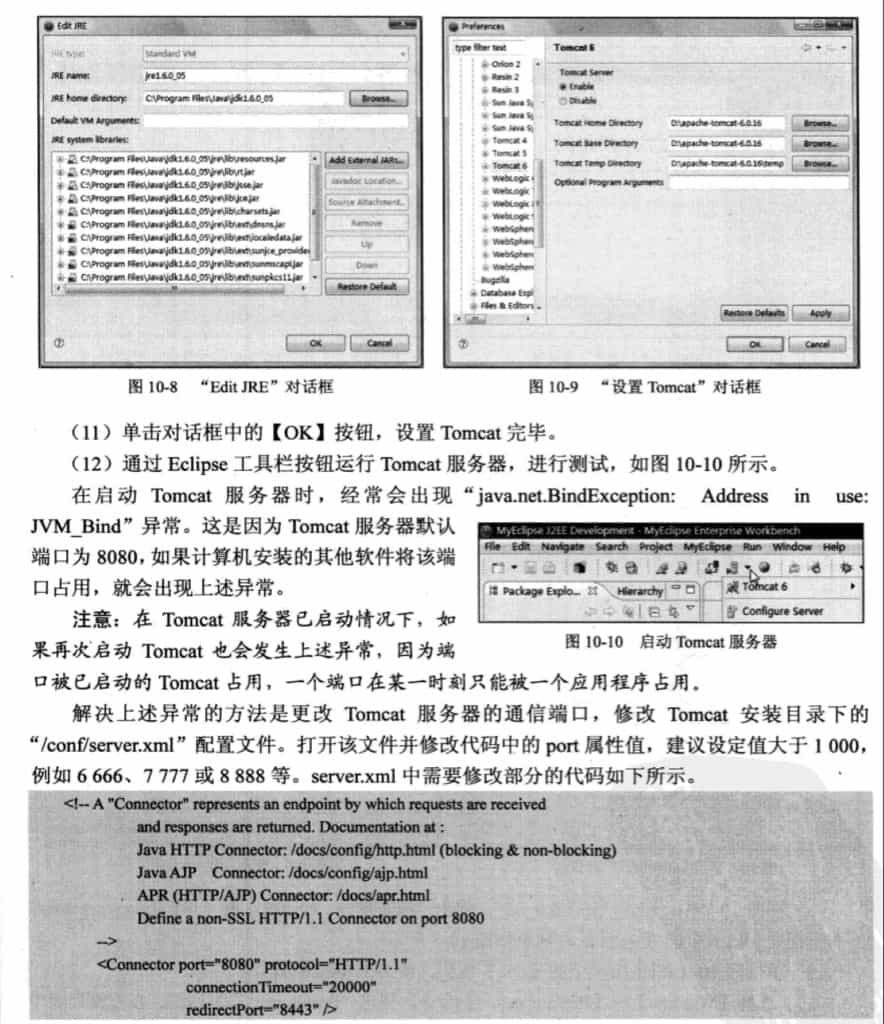 Edit JRE
JRE type:
Standard VM
JRE name:
jre1.6.0_05
JRE home directory:
C:\Program Files\Java\jdk1.6.0_05
Browse...
Default VM Arguments:
JRE system libraries:
C:\Program Files\Java\jdk1.6.0_05\jre\lib\resources.jar
C:\Program Files\Java\jdk1.6.0_05\jre\lib\rt.jar
C:\Program Files\Java\jdk1.6.0_05\jre\lib\jsse.jar
C:\Program Files\Java\jdk1.6.0_05\jre\lib\jce.jar
C:\Program Files\Java\jdk1.6.0_05\jre\lib\charsets.jar
C:\Program Files\Java\jdk1.6.0_05\jre\lib\ext\dnsns.jar
C:\Program Files\Java\jdk1.6.0_05\jre\lib\ext\localedata.jar
C:\Program Files\Java\jdk1.6.0_05\jre\lib\ext\sunjce_provider
C:\Program Files\Java\jdk1.6.0_05\jre\lib\ext\sunmscapi.jar
C:\Program Files\Java\jdk1.6.0_05\jre\lib\ext\sunpkcs11.jar
Add External JARs...
Javadoc Location...
Source Attachment...
Remove
Up
Down
Restore Default
OK
Cancel
Preferences
type filter text
Orion 2
Resin 2
Resin 3
Sun Java Sy
Sun Java Sy
Sun Java Sy
Tomcat 4
Tomcat 5
Tomcat 6
WebLogic
WebLogic
WebLogic
WebLogic
WebSphere
WebSphere
WebSphere
WebSphere
Bugzilla
Database Expl
Files & Editors
Tomcat 6
Tomcat Server
Enable
Disable
Tomcat Home Directory
D:\apache-tomcat-6.0.16
Browse...
Tomcat Base Directory
D:\apache-tomcat-6.0.16
Browse...
Tomcat Temp Directory
D:\apache-tomcat-6.0.16\temp
Browse...
Optional Program Arguments
Restore Defaults
Apply
OK
Cancel
图 10-8 “Edit JRE”对话框
图 10-9 “设置 Tomcat”对话框
（11）单击对话框中的【OK】按钮，设置 Tomcat 完毕。
（12）通过 Eclipse 工具栏按钮运行 Tomcat 服务器，进行测试，如图 10-10 所示。
在启动 Tomcat 服务器时，经常会出现“java.net.BindException: Address in use:
JVM_Bind”异常。这是因为 Tomcat 服务器默认
端口为 8080，如果计算机安装的其他软件将该端
口占用，就会出现上述异常。
注意：在 Tomcat 服务器已启动情况下，如
果再次启动 Tomcat 也会发生上述异常，因为端
口被已启动的 Tomcat 占用，一个端口在某一时刻只能被一个应用程序占用。
MyEclipse J2EE Development - MyEclipse Enterprise Workbench
File Edit Navigate Search Project MyEclipse Run Window Help
Package Explo...
Hierarchy
Tomcat 6
Configure Server
图 10-10 启动 Tomcat 服务器
解决上述异常的方法是更改 Tomcat 服务器的通信端口，修改 Tomcat 安装目录下的
“/conf/server.xml”配置文件。打开该文件并修改代码中的 port 属性值，建议设定值大于 1 000，
例如 6 666、7 777 或 8 888 等。server.xml 中需要修改部分的代码如下所示。
<!-- A "Connector" represents an endpoint by which requests are received
and responses are returned. Documentation at :
Java HTTP Connector: /docs/config/http.html (blocking & non-blocking)
Java AJP Connector: /docs/config/ajp.html
APR (HTTP/AJP) Connector: /docs/apr.html
Define a non-SSL HTTP/1.1 Connector on port 8080
-->
<Connector port="8080" protocol="HTTP/1.1"
connectionTimeout="20000"
redirectPort="8443" />